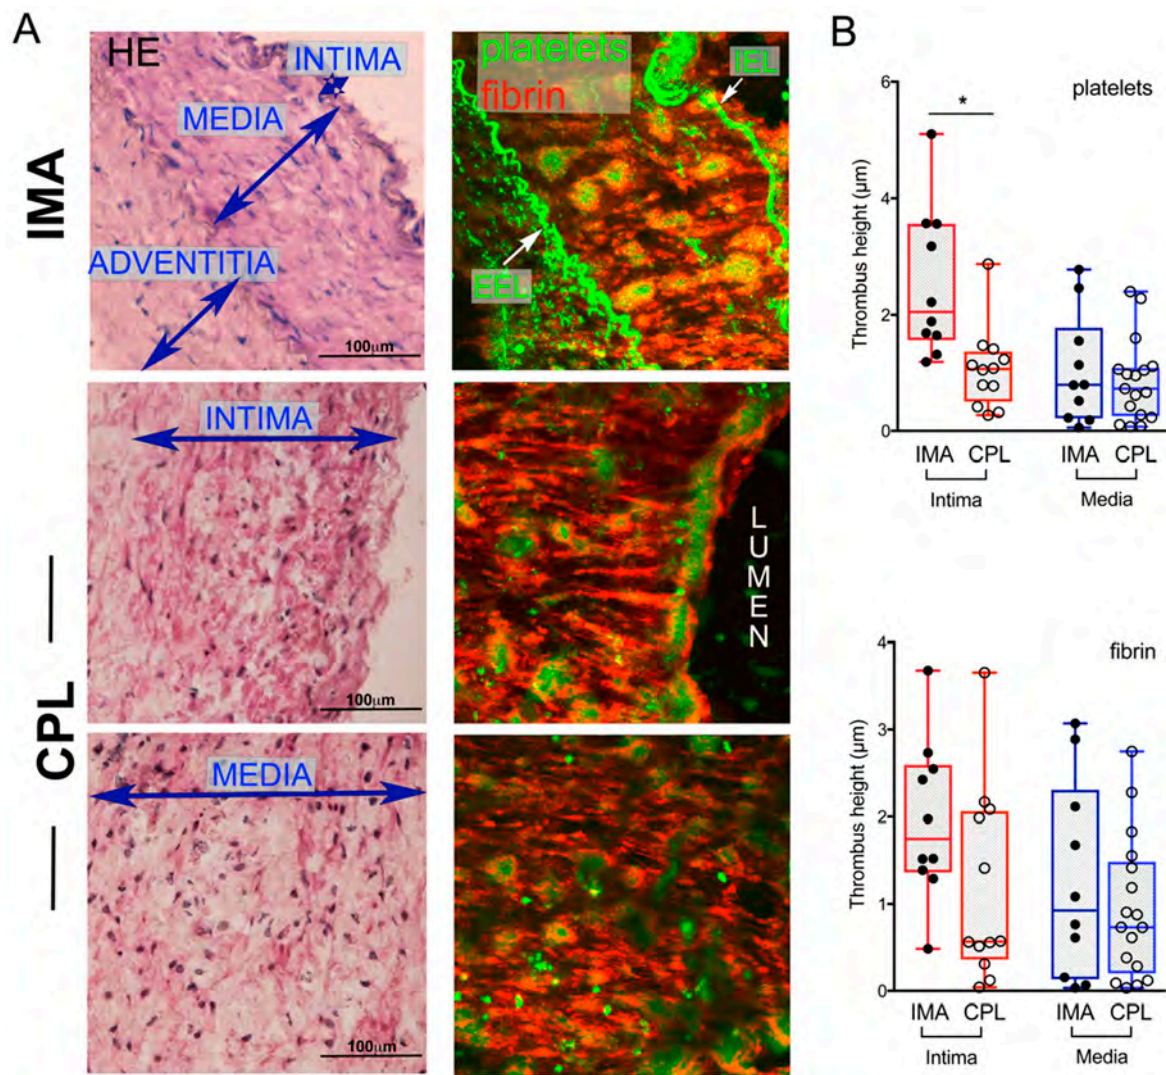 A
HE
INTIMA
MEDIA
ADVENTITIA
100µm
IMA
platelets
fibrin
IEL
EEL
INTIMA
100µm
LUMEN
CPL
MEDIA
100µm
B
platelets
Thrombus height (µm)
6
4
2
0
*
IMA CPL IMA CPL
Intima Media
fibrin
Thrombus height (µm)
4
3
2
1
0
IMA CPL IMA CPL
Intima Media